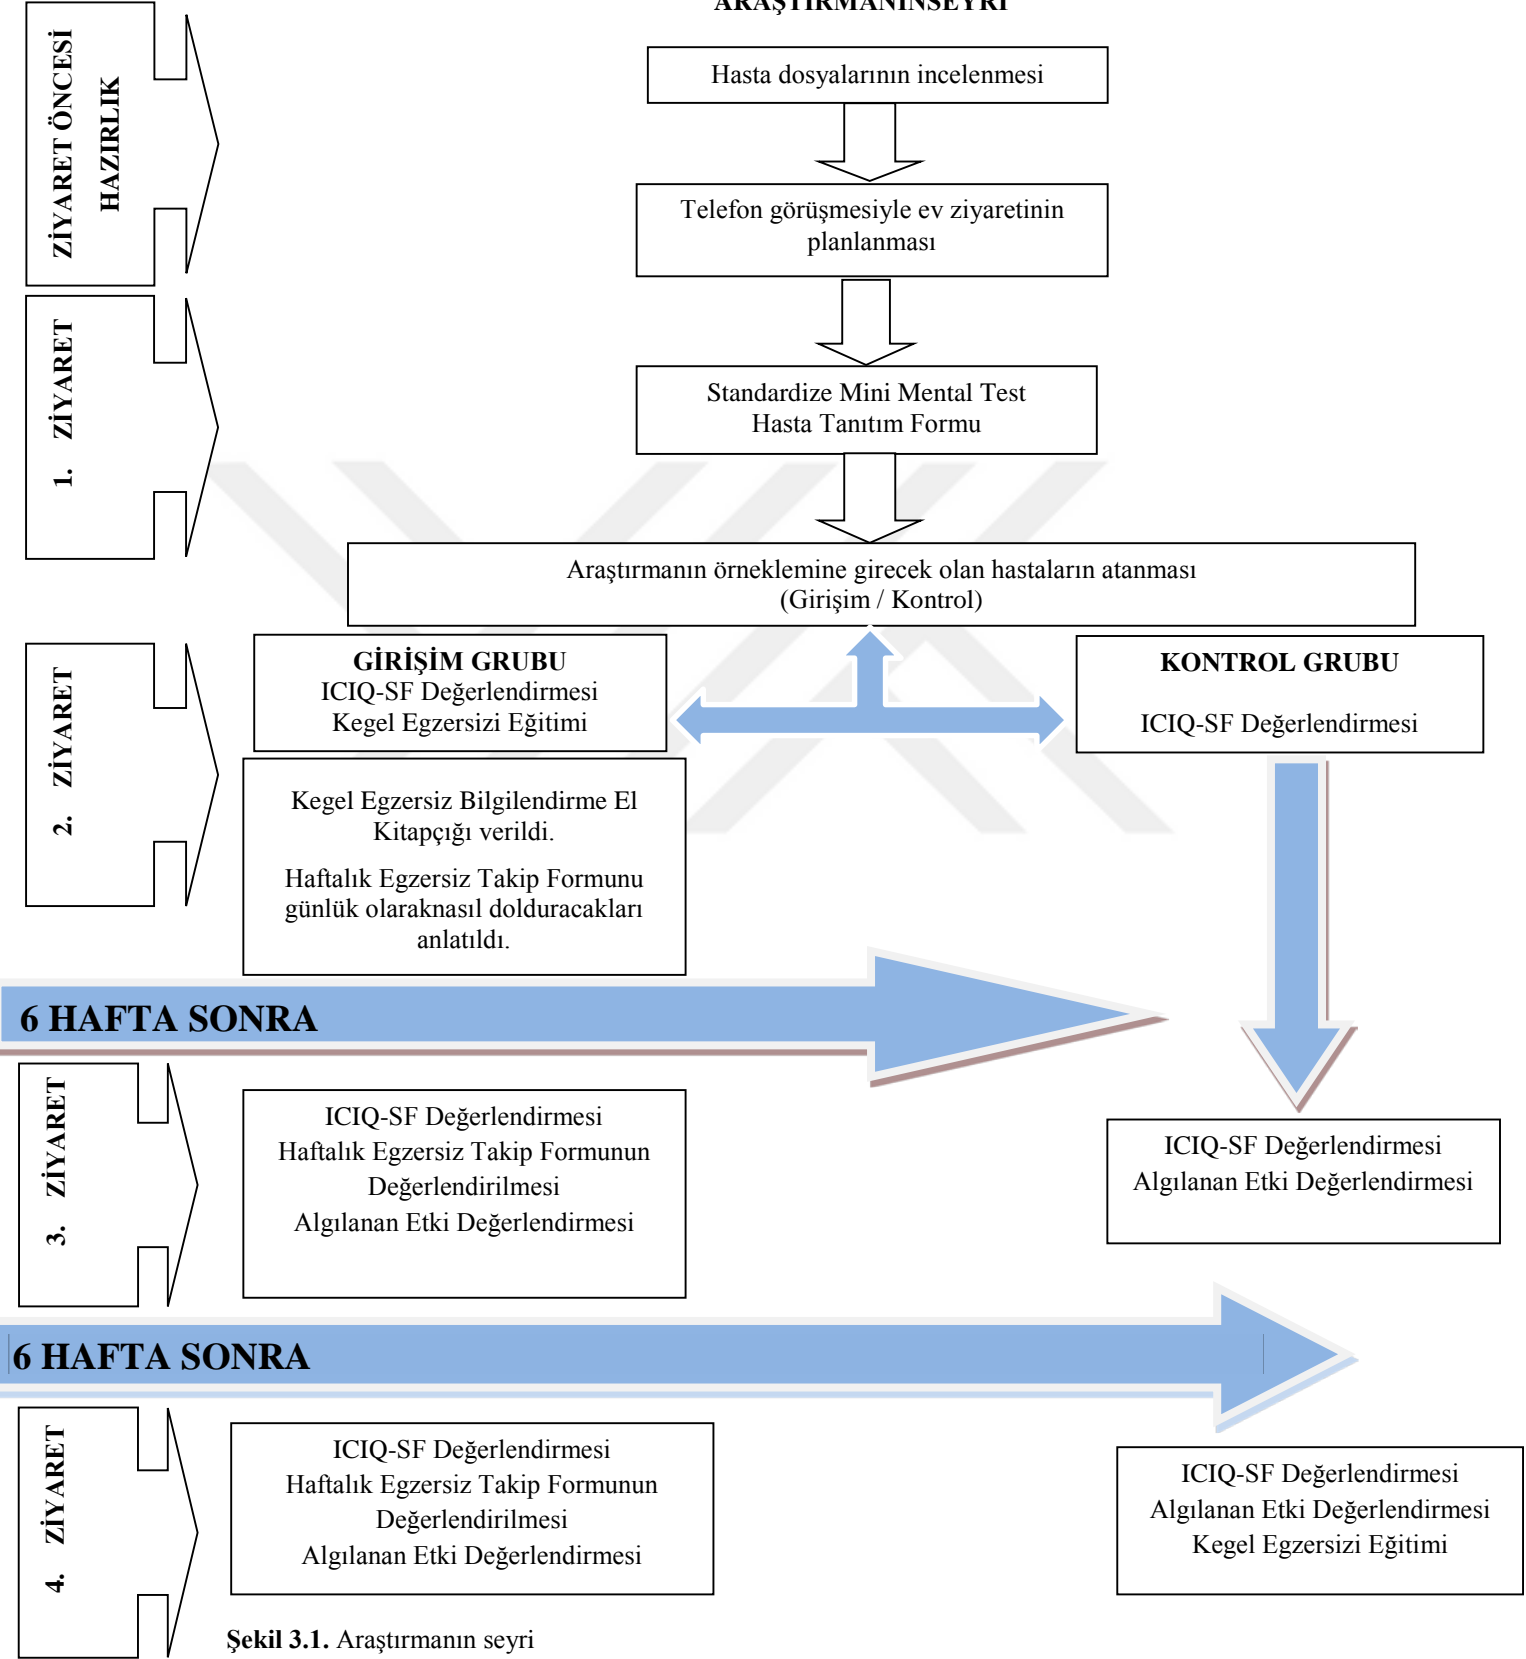 ARAŞTIRMANINSEYRİ
ZİYARET ÖNCESİ
HAZIRLIK
Hasta dosyalarının incelenmesi
Telefon görüşmesiyle ev ziyaretinin
planlanması
1. ZİYARET
Standardize Mini Mental Test
Hasta Tanıtım Formu
Araştırmanın örneklemine girecek olan hastaların atanması
(Girişim / Kontrol)
2. ZİYARET
GİRİŞİM GRUBU
ICIQ-SF Değerlendirmesi
Kegel Egzersizi Eğitimi
KONTROL GRUBU
ICIQ-SF Değerlendirmesi
Kegel Egzersiz Bilgilendirme El
Kitapçığı verildi.
Haftalık Egzersiz Takip Formunu
günlük olaraknasıl dolduracakları
anlatıldı.
6 HAFTA SONRA
3. ZİYARET
ICIQ-SF Değerlendirmesi
Haftalık Egzersiz Takip Formunun
Değerlendirilmesi
Algılanan Etki Değerlendirmesi
ICIQ-SF Değerlendirmesi
Algılanan Etki Değerlendirmesi
6 HAFTA SONRA
4. ZİYARET
ICIQ-SF Değerlendirmesi
Haftalık Egzersiz Takip Formunun
Değerlendirilmesi
Algılanan Etki Değerlendirmesi
ICIQ-SF Değerlendirmesi
Algılanan Etki Değerlendirmesi
Kegel Egzersizi Eğitimi
Şekil 3.1. Araştırmanın seyri